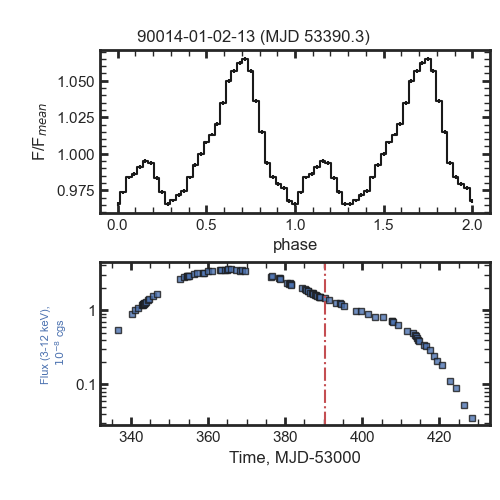 90014-01-02-13 (MJD 53390.3)
1.050
1.025
1.000
0.975
F/F_mean
0.0 0.5 1.0 1.5 2.0
phase
1
0.1
Flux (3-12 keV),
10⁻⁸ cgs
340 360 380 400 420
Time, MJD-53000